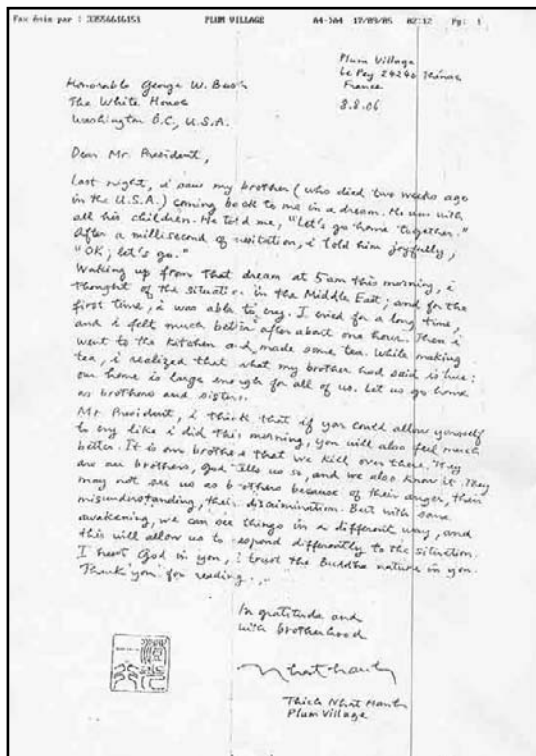 Fax émis par : 33556616151 PLUM VILLAGE A4->A4 17/09/05 02:12 Pg: 1
Plum Village
Le Pey 24240 Thénac
France
8.8.06
Honorable George W. Bush
The White House
Washington D.C., U.S.A.
Dear Mr. President,
Last night, i saw my brother (who died two weeks ago
in the U.S.A.) coming back to me in a dream. He was with
all his children. He told me, "Let's go home together."
After a millisecond of hesitation, i told him joyfully,
"OK, let's go."
Waking up from that dream at 5 am this morning, i
thought of the situation in the Middle East; and for the
first time, i was able to cry. I cried for a long time,
and i felt much better after about one hour. Then i
went to the kitchen and made some tea. While making
tea, i realized that what my brother had said is true:
our home is large enough for all of us. Let us go home
as brothers and sisters.
Mr. President, i think that if you could allow yourself
to cry like i did this morning, you will also feel much
better. It is our brothers that we kill over there. They
are our brothers, God tells us so, and we also know it. They
may not see us as brothers because of their anger, their
misunderstanding, their discrimination. But with some
awakening, we can see things in a different way, and
this will allow us to respond differently to the situation.
I trust God in you, i trust the Buddha nature in you.
Thank you for reading.
In gratitude and
with brotherhood
Nhat Hanh
Thich Nhat Hanh
Plum Village